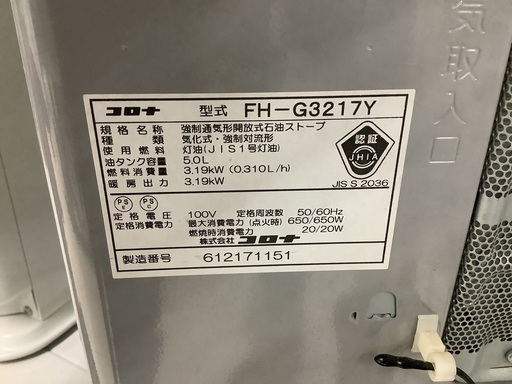 コロナ 型式 FH-G3217Y
規格名称 強制通気形開放式石油ストーブ
種類 気化式・強制対流形
使用燃料 灯油(JIS1号灯油)
油タンク容量 5.0L
燃料消費量 3.19kW (0.310L/h)
暖房出力 3.19kW
認証
JHIA
JIS S 2036
PS E PS C
定格電圧 100V 定格周波数 50/60Hz
定格消費電力 最大消費電力(点火時) 650/650W
燃焼時消費電力 20/20W
株式会社コロナ
製造番号 612171151
気取入口